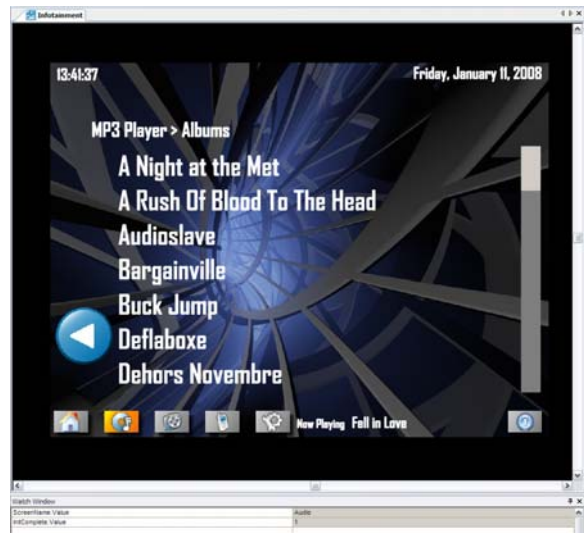 Infotainment
13:41:37 Friday, January 11, 2008
MP3 Player > Albums
A Night at the Met
A Rush Of Blood To The Head
Audioslave
Bargainville
Buck Jump
Deflaboxe
Dehors Novembre
Now Playing Fell in Love
Watch Window
ScreenName.Value Audio
InitComplete.Value 1